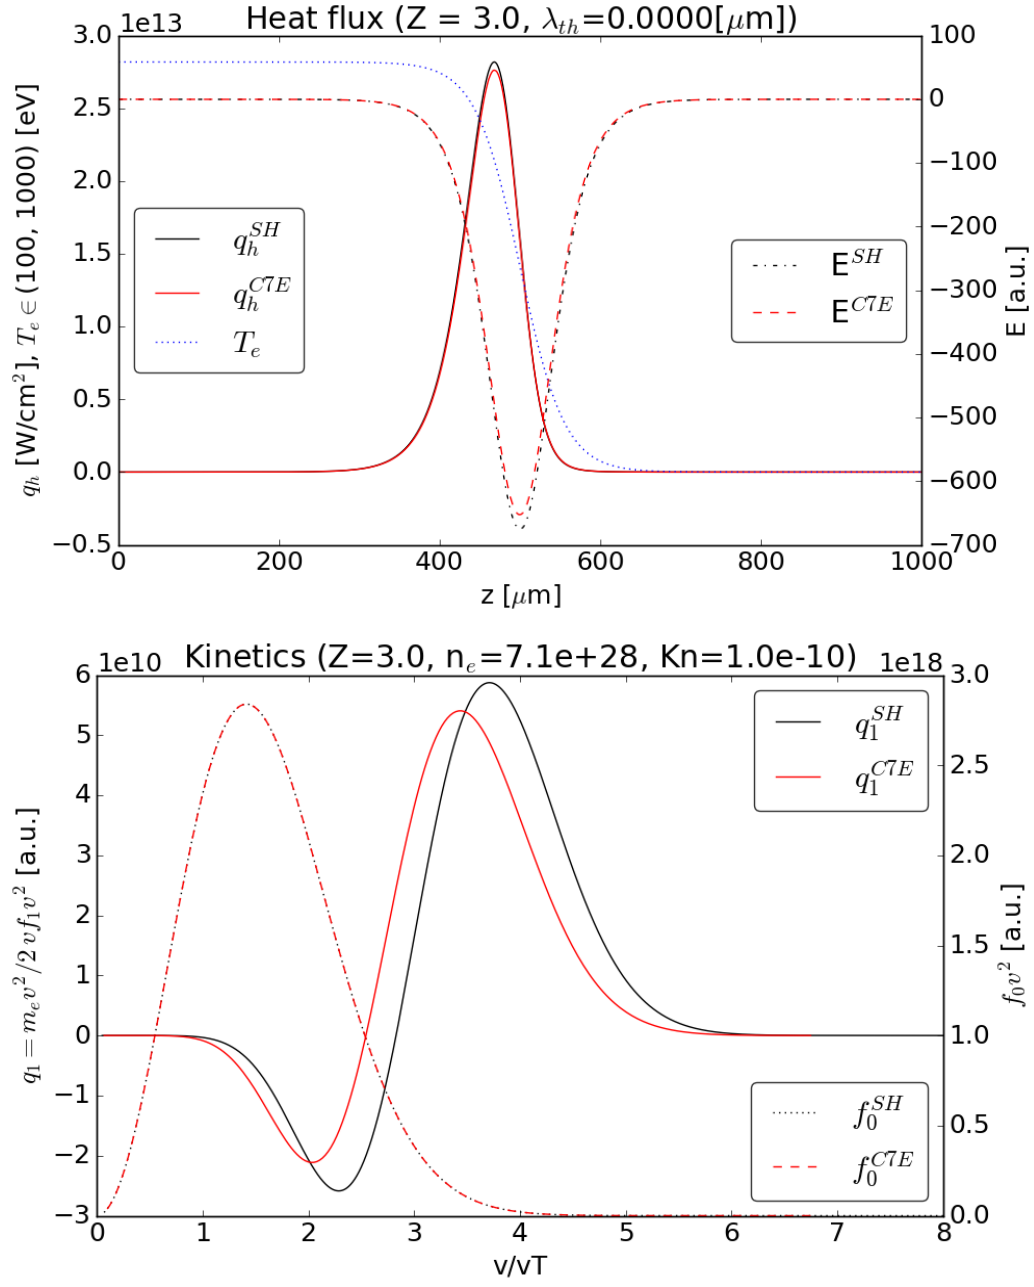 Heat flux (Z = 3.0, λ_th=0.0000[μm])
1e13
3.0
2.5
2.0
1.5
1.0
0.5
0.0
−0.5
q_h [W/cm²], T_e ∈ (100, 1000) [eV]
q_h^SH
q_h^C7E
T_e
E^SH
E^C7E
100
0
−100
−200
−300
−400
−500
−600
−700
E [a.u.]
0 200 400 600 800 1000
z [μm]
Kinetics (Z=3.0, n_e=7.1e+28, Kn=1.0e-10)
1e10
1e18
6
5
4
3
2
1
0
−1
−2
−3
q_1 = m_e v²/2 v f_1 v² [a.u.]
q_1^SH
q_1^C7E
f_0^SH
f_0^C7E
3.0
2.5
2.0
1.5
1.0
0.5
0.0
f_0 v² [a.u.]
0 1 2 3 4 5 6 7 8
v/vT